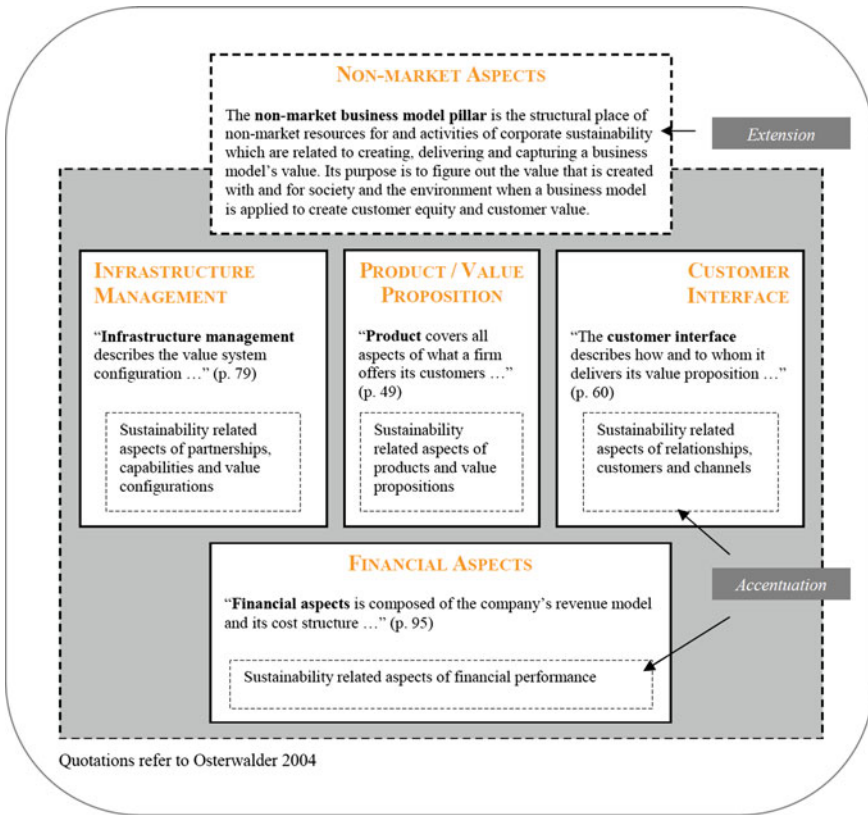 NON-MARKET ASPECTS
The non-market business model pillar is the structural place of
non-market resources for and activities of corporate sustainability
which are related to creating, delivering and capturing a business
model’s value. Its purpose is to figure out the value that is created
with and for society and the environment when a business model
is applied to create customer equity and customer value.
Extension
INFRASTRUCTURE
MANAGEMENT
“Infrastructure management
describes the value system
configuration …” (p. 79)
Sustainability related
aspects of partnerships,
capabilities and value
configurations
PRODUCT / VALUE
PROPOSITION
“Product covers all
aspects of what a firm
offers its customers …”
(p. 49)
Sustainability
related aspects of
products and value
propositions
CUSTOMER
INTERFACE
“The customer interface
describes how and to whom it
delivers its value proposition …”
(p. 60)
Sustainability related
aspects of relationships,
customers and channels
Accentuation
FINANCIAL ASPECTS
“Financial aspects is composed of the company’s revenue model
and its cost structure …” (p. 95)
Sustainability related aspects of financial performance
Quotations refer to Osterwalder 2004